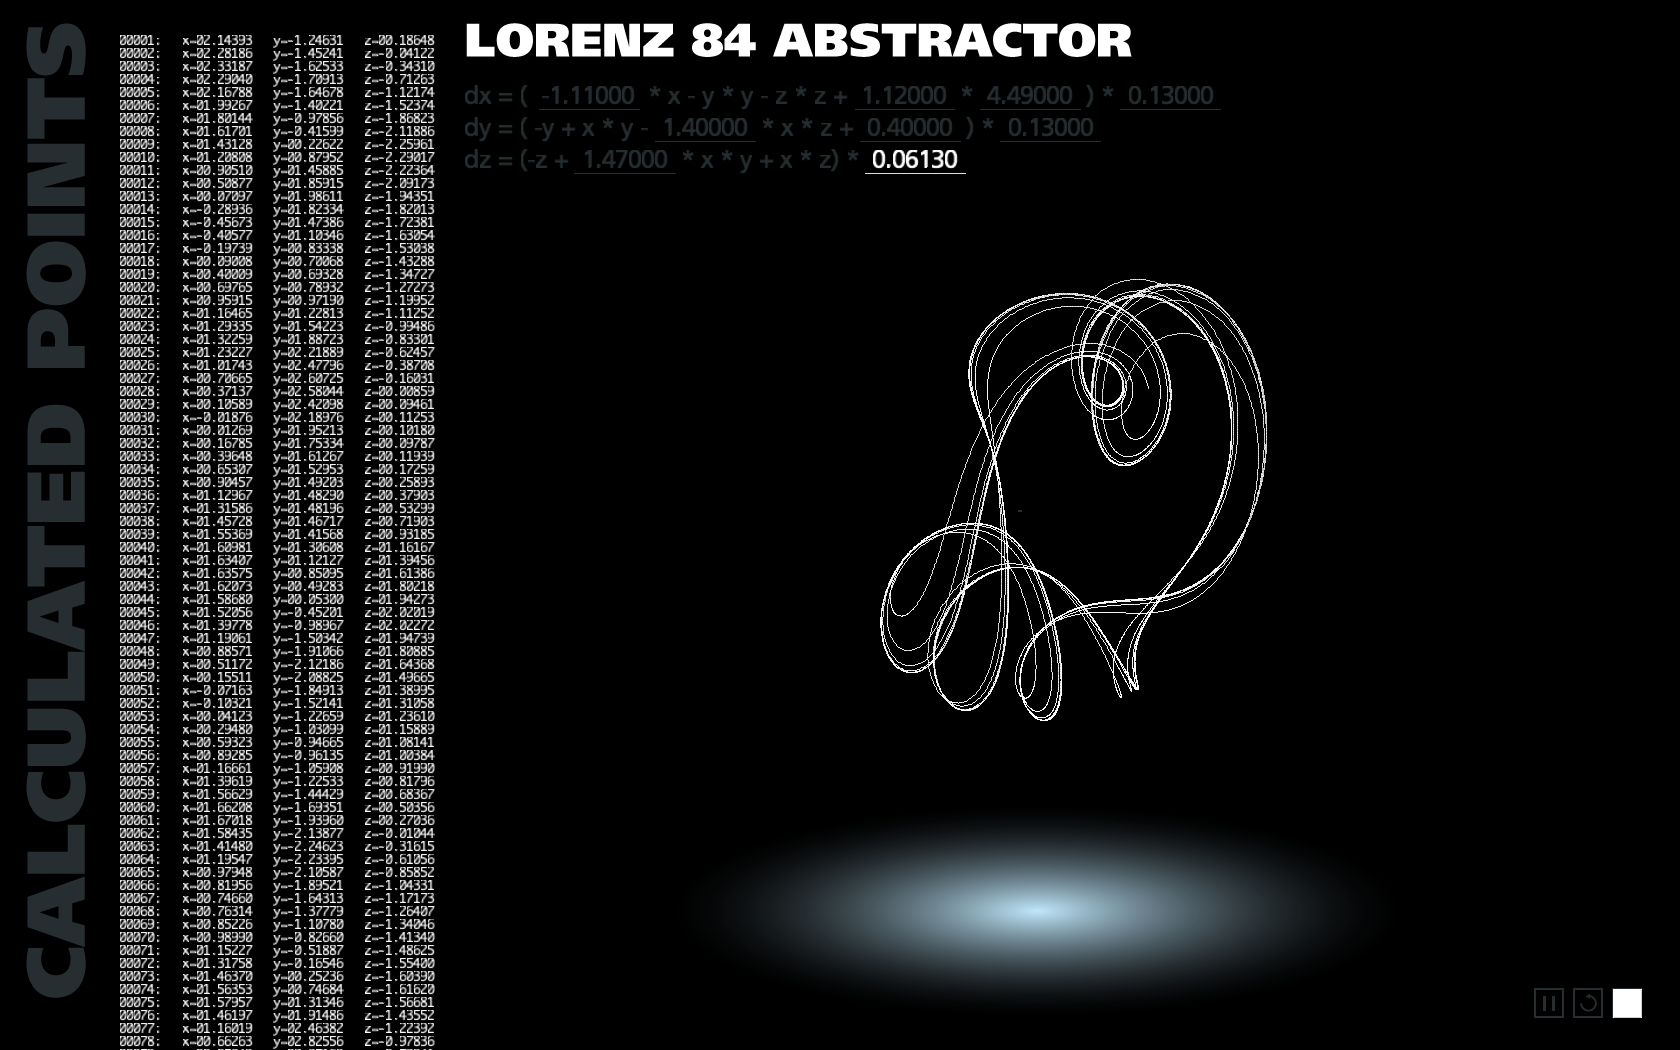 CALCULATED POINTS
LORENZ 84 ABSTRACTOR
dx = ( -1.11000 * x - y * y - z * z + 1.12000 * 4.49000 ) * 0.13000
dy = ( -y + x * y - 1.40000 * x * z + 0.40000 ) * 0.13000
dz = (-z + 1.47000 * x * y + x * z) * 0.06130
00001: x=02.14393 y=-1.24631 z=00.18648
00002: x=02.28186 y=-1.45241 z=-0.04122
00003: x=02.33187 y=-1.62533 z=-0.34310
00004: x=02.29040 y=-1.70913 z=-0.71263
00005: x=02.16788 y=-1.64678 z=-1.12174
00006: x=01.99267 y=-1.40221 z=-1.52374
00007: x=01.80144 y=-0.97856 z=-1.86823
00008: x=01.61701 y=-0.41599 z=-2.11886
00009: x=01.43128 y=00.22622 z=-2.25961
00010: x=01.20808 y=00.87952 z=-2.29017
00011: x=00.90510 y=01.45885 z=-2.22364
00012: x=00.50877 y=01.85915 z=-2.09173
00013: x=00.07097 y=01.98611 z=-1.94351
00014: x=-0.28936 y=01.82334 z=-1.82013
00015: x=-0.45673 y=01.47386 z=-1.72381
00016: x=-0.40577 y=01.10346 z=-1.63054
00017: x=-0.19739 y=00.83338 z=-1.53038
00018: x=00.09008 y=00.70068 z=-1.43288
00019: x=00.40009 y=00.69328 z=-1.34727
00020: x=00.69765 y=00.78932 z=-1.27273
00021: x=00.95915 y=00.97190 z=-1.19952
00022: x=01.16465 y=01.22813 z=-1.11252
00023: x=01.29335 y=01.54223 z=-0.99486
00024: x=01.32259 y=01.88723 z=-0.83301
00025: x=01.23227 y=02.21889 z=-0.62457
00026: x=01.01743 y=02.47796 z=-0.38708
00027: x=00.70665 y=02.60725 z=-0.16031
00028: x=00.37137 y=02.58044 z=00.00859
00029: x=00.10589 y=02.42098 z=00.09461
00030: x=-0.01876 y=02.18976 z=00.11253
00031: x=00.01269 y=01.95213 z=00.10180
00032: x=00.16785 y=01.75334 z=00.09787
00033: x=00.39648 y=01.61267 z=00.11939
00034: x=00.65307 y=01.52953 z=00.17259
00035: x=00.90457 y=01.49203 z=00.25893
00036: x=01.12967 y=01.48290 z=00.37903
00037: x=01.31586 y=01.48196 z=00.53299
00038: x=01.45728 y=01.46717 z=00.71903
00039: x=01.55369 y=01.41568 z=00.93185
00040: x=01.60981 y=01.30608 z=01.16167
00041: x=01.63407 y=01.12127 z=01.39456
00042: x=01.63575 y=00.85095 z=01.61386
00043: x=01.62073 y=00.49283 z=01.80218
00044: x=01.58680 y=00.05300 z=01.94273
00045: x=01.52056 y=-0.45201 z=02.02019
00046: x=01.39778 y=-0.98967 z=02.02272
00047: x=01.19061 y=-1.50342 z=01.94739
00048: x=00.88571 y=-1.91066 z=01.80885
00049: x=00.51172 y=-2.12186 z=01.64368
00050: x=00.15511 y=-2.08825 z=01.49665
00051: x=-0.07163 y=-1.84913 z=01.38995
00052: x=-0.10321 y=-1.52141 z=01.31058
00053: x=00.04123 y=-1.22659 z=01.23610
00054: x=00.29480 y=-1.03099 z=01.15889
00055: x=00.59323 y=-0.94665 z=01.08141
00056: x=00.89285 y=-0.96135 z=01.00384
00057: x=01.16661 y=-1.05908 z=00.91990
00058: x=01.39619 y=-1.22533 z=00.81796
00059: x=01.56629 y=-1.44429 z=00.68367
00060: x=01.66208 y=-1.69351 z=00.50356
00061: x=01.67018 y=-1.93960 z=00.27036
00062: x=01.58435 y=-2.13877 z=-0.01044
00063: x=01.41480 y=-2.24623 z=-0.31615
00064: x=01.19547 y=-2.23395 z=-0.61056
00065: x=00.97948 y=-2.10587 z=-0.85852
00066: x=00.81956 y=-1.89521 z=-1.04331
00067: x=00.74660 y=-1.64313 z=-1.17173
00068: x=00.76314 y=-1.37779 z=-1.26407
00069: x=00.85226 y=-1.10780 z=-1.34046
00070: x=00.98990 y=-0.82660 z=-1.41340
00071: x=01.15227 y=-0.51887 z=-1.48625
00072: x=01.31758 y=-0.16546 z=-1.55400
00073: x=01.46370 y=00.25236 z=-1.60390
00074: x=01.56353 y=00.74684 z=-1.61620
00075: x=01.57957 y=01.31346 z=-1.56681
00076: x=01.46197 y=01.91486 z=-1.43552
00077: x=01.16019 y=02.46382 z=-1.22392
00078: x=00.66263 y=02.82556 z=-0.97836